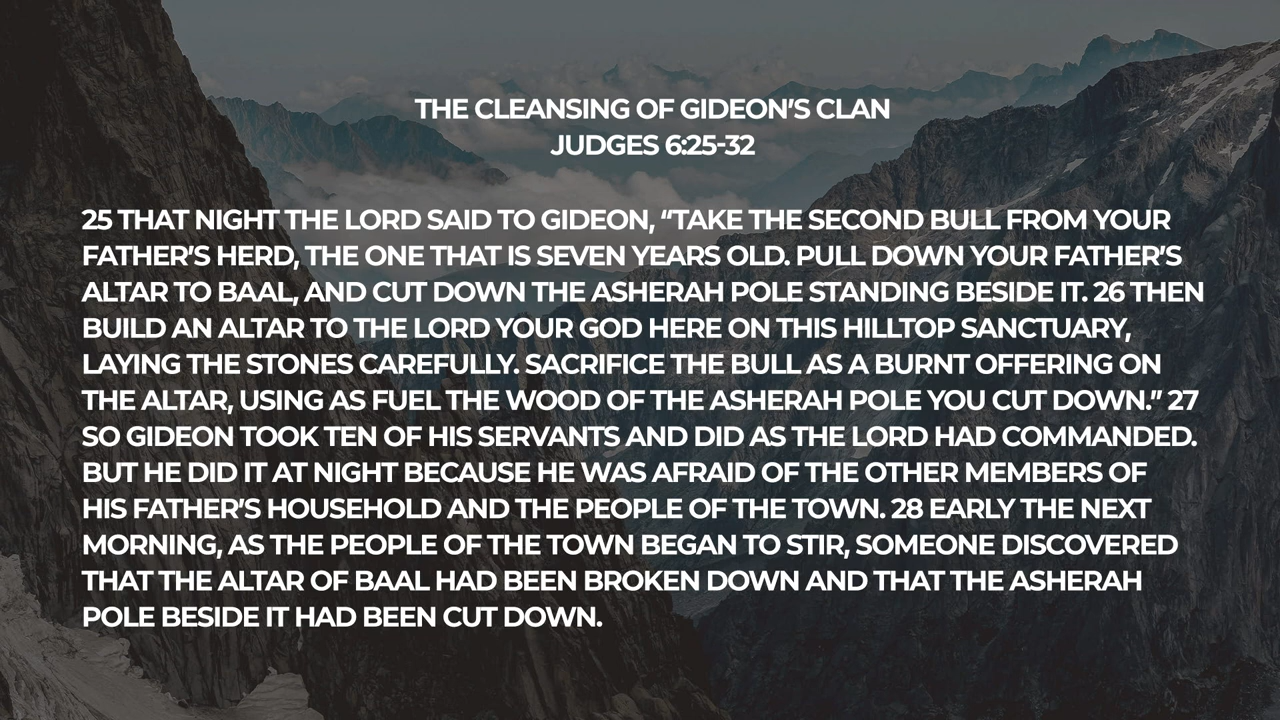 THE CLEANSING OF GIDEON'S CLAN
JUDGES 6:25-32
25 THAT NIGHT THE LORD SAID TO GIDEON, “TAKE THE SECOND BULL FROM YOUR
FATHER'S HERD, THE ONE THAT IS SEVEN YEARS OLD. PULL DOWN YOUR FATHER'S
ALTAR TO BAAL, AND CUT DOWN THE ASHERAH POLE STANDING BESIDE IT. 26 THEN
BUILD AN ALTAR TO THE LORD YOUR GOD HERE ON THIS HILLTOP SANCTUARY,
LAYING THE STONES CAREFULLY. SACRIFICE THE BULL AS A BURNT OFFERING ON
THE ALTAR, USING AS FUEL THE WOOD OF THE ASHERAH POLE YOU CUT DOWN.” 27
SO GIDEON TOOK TEN OF HIS SERVANTS AND DID AS THE LORD HAD COMMANDED.
BUT HE DID IT AT NIGHT BECAUSE HE WAS AFRAID OF THE OTHER MEMBERS OF
HIS FATHER'S HOUSEHOLD AND THE PEOPLE OF THE TOWN. 28 EARLY THE NEXT
MORNING, AS THE PEOPLE OF THE TOWN BEGAN TO STIR, SOMEONE DISCOVERED
THAT THE ALTAR OF BAAL HAD BEEN BROKEN DOWN AND THAT THE ASHERAH
POLE BESIDE IT HAD BEEN CUT DOWN.